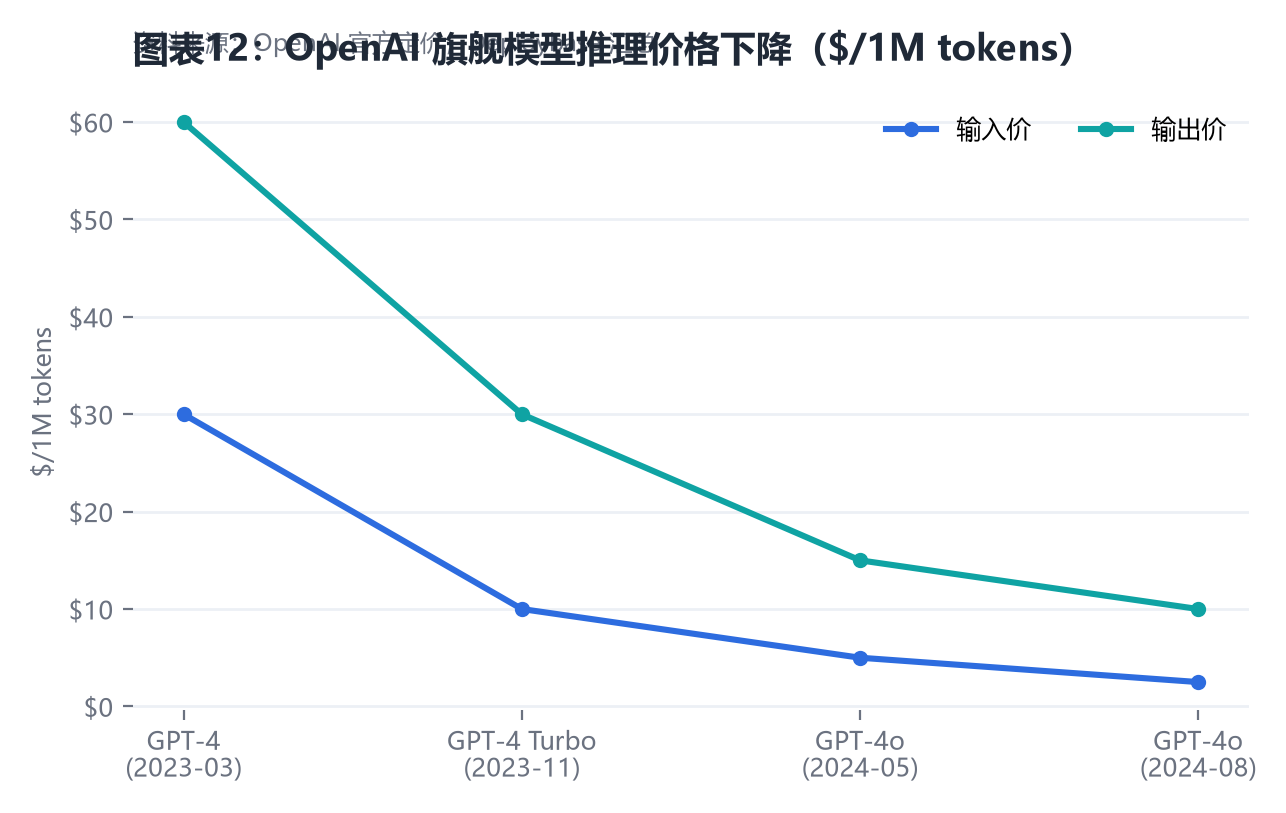 图表12：OpenAI 旗舰模型推理价格下降（$/1M tokens）
输入价
输出价
$60
$50
$40
$30
$20
$10
$0
$/1M tokens
GPT-4
(2023-03)
GPT-4 Turbo
(2023-11)
GPT-4o
(2024-05)
GPT-4o
(2024-08)